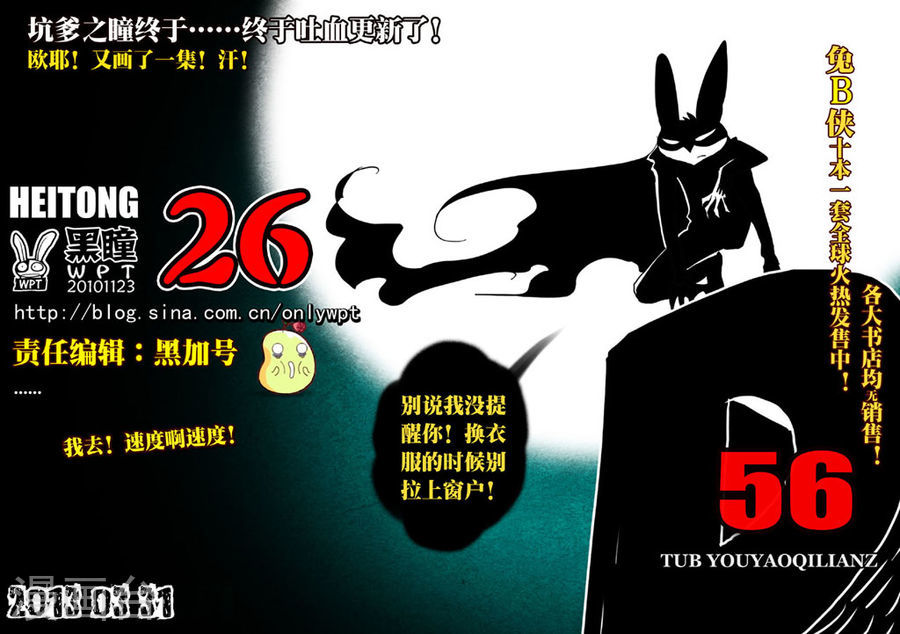 坑爹之瞳终于……终于吐血更新了！
欧耶！又画了一集！汗！
HEITONG
26
黑瞳
WPT
WPT
20101123
http://blog.sina.com.cn/onlywpt
责任编辑：黑加号
……
我去！速度啊速度！
别说我没提
醒你！换衣
服的时候别
拉上窗户！
兔B侠十本一套全球火热发售中！
各大书店均无销售！
56
TUB YOUYAOQILIANZ
漫画台